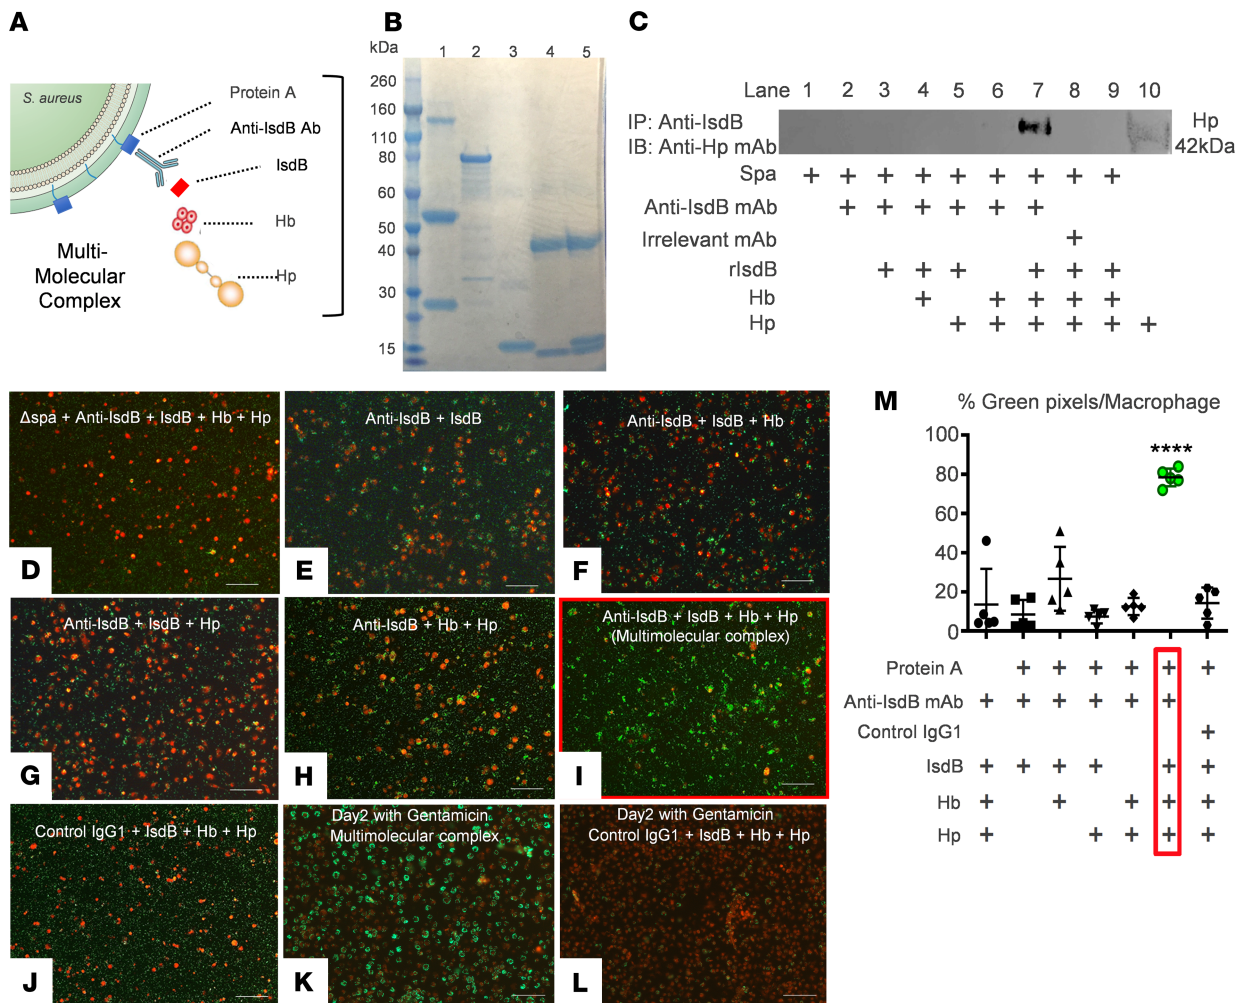 A
S. aureus
Protein A
Anti-IsdB Ab
IsdB
Hb
Hp
Multi-
Molecular
Complex
B
kDa
1 2 3 4 5
260
160
110
80
60
50
40
30
15
C
Lane 1 2 3 4 5 6 7 8 9 10
IP: Anti-IsdB
IB: Anti-Hp mAb
Hp
42kDa
Spa + + + + + + + + +
Anti-IsdB mAb + + + + + +
Irrelevant mAb +
rIsdB + + + + + +
Hb + + + + +
Hp + + + + + +
Δspa + Anti-IsdB + IsdB + Hb + Hp
D
Anti-IsdB + IsdB
E
Anti-IsdB + IsdB + Hb
F
Anti-IsdB + IsdB + Hp
G
Anti-IsdB + Hb + Hp
H
Anti-IsdB + IsdB + Hb + Hp
(Multimolecular complex)
I
Control IgG1 + IsdB + Hb + Hp
J
Day2 with Gentamicin
Multimolecular complex
K
Day2 with Gentamicin
Control IgG1 + IsdB + Hb + Hp
L
M
% Green pixels/Macrophage
100
80
60
40
20
0
****
Protein A + + + + + +
Anti-IsdB mAb + + + + + +
Control IgG1 +
IsdB + + + + + +
Hb + + + + +
Hp + + + + +